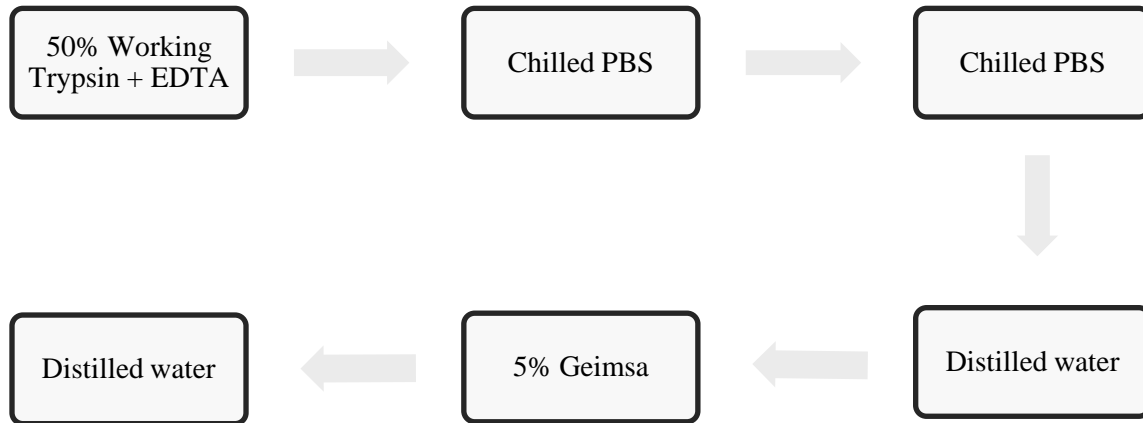 50% Working
Trypsin + EDTA
Chilled PBS
Chilled PBS
Distilled water
5% Geimsa
Distilled water